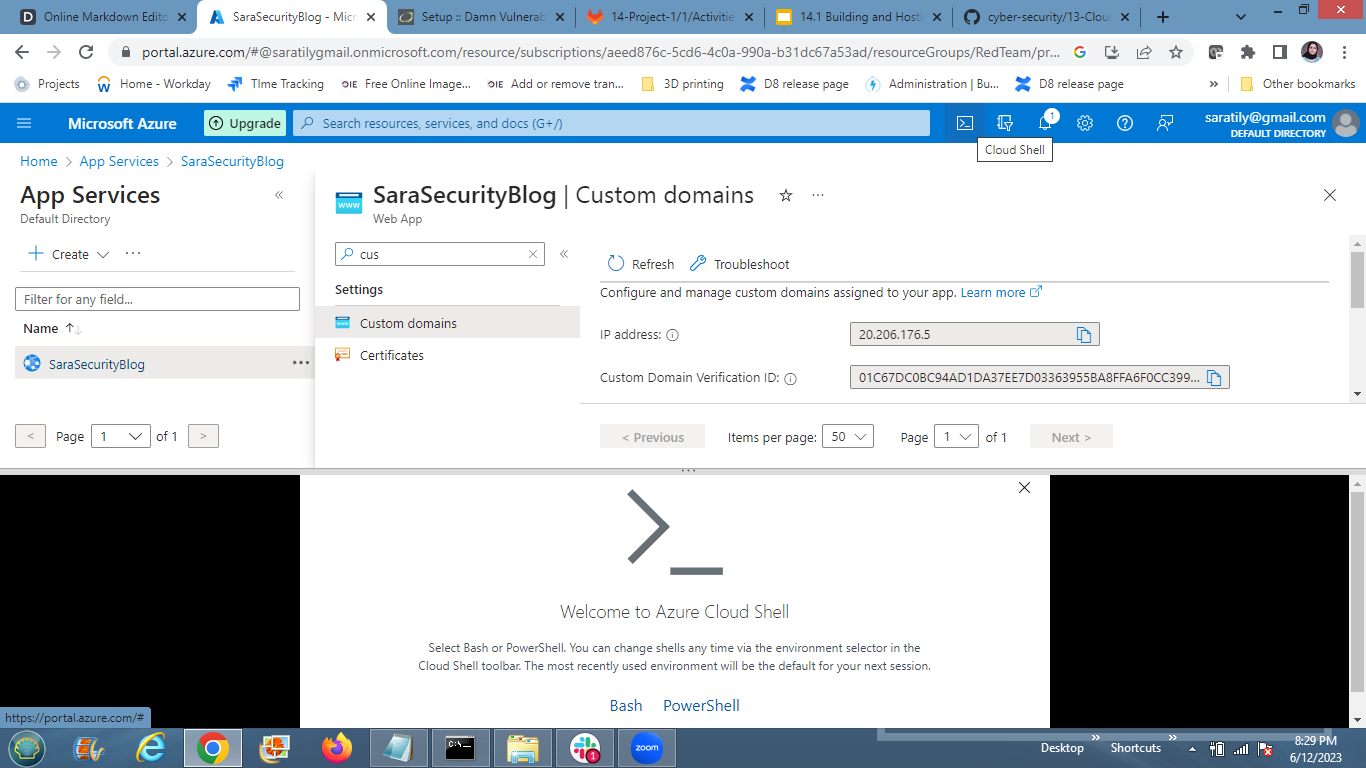 Online Markdown Edito
SaraSecurityBlog - Micr
Setup :: Damn Vulnerab
14-Project-1/1/Activitie
14.1 Building and Hosti
cyber-security/13-Clou
portal.azure.com/#@saratilygmail.onmicrosoft.com/resource/subscriptions/aeed876c-5cd6-4c0a-990a-b31dc67a53ad/resourceGroups/RedTeam/pr...
Projects
Home - Workday
TIme Tracking
Free Online Image...
Add or remove tran...
3D printing
D8 release page
Administration | Bu...
D8 release page
»
Other bookmarks
Microsoft Azure
Upgrade
Search resources, services, and docs (G+/)
1
saratily@gmail.com
DEFAULT DIRECTORY
Cloud Shell
Home > App Services > SaraSecurityBlog
App Services
Default Directory
Create
Filter for any field...
Name
SaraSecurityBlog
< Page 1 of 1 >
SaraSecurityBlog | Custom domains
Web App
www
cus
Settings
Custom domains
Certificates
Refresh
Troubleshoot
Configure and manage custom domains assigned to your app. Learn more
IP address:
20.206.176.5
Custom Domain Verification ID:
01C67DC0BC94AD1DA37EE7D03363955BA8FFA6F0CC399...
< Previous
Items per page: 50
Page 1 of 1
Next >
Welcome to Azure Cloud Shell
Select Bash or PowerShell. You can change shells any time via the environment selector in the
Cloud Shell toolbar. The most recently used environment will be the default for your next session.
Bash
PowerShell
https://portal.azure.com/#
zoom
1
Desktop
»
Shortcuts
»
8:29 PM
6/12/2023